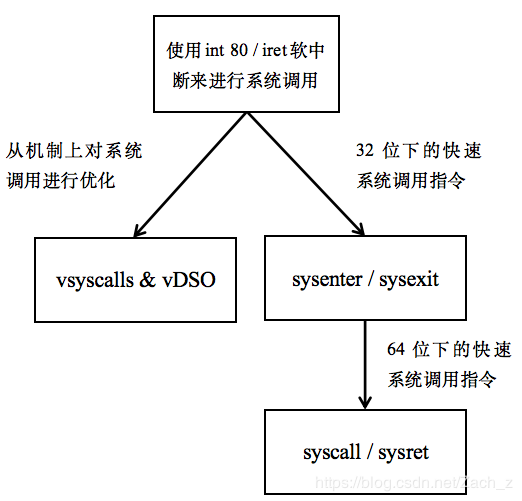 使用 int 80 / iret 软中
断来进行系统调用
从机制上对系统
调用进行优化
32 位下的快速
系统调用指令
vsyscalls & vDSO
sysenter / sysexit
64 位下的快速
系统调用指令
syscall / sysret
https://blog.csdn.net/Zach_z